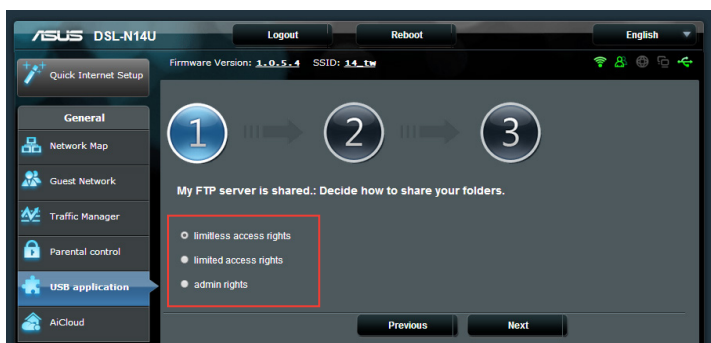 ASUS DSL-N14U
Logout
Reboot
English
Quick Internet Setup
Firmware Version: 1.0.5.4 SSID: 14_tw
General
Network Map
Guest Network
Traffic Manager
Parental control
USB application
AiCloud
1
2
3
My FTP server is shared.: Decide how to share your folders.
limitless access rights
limited access rights
admin rights
Previous
Next